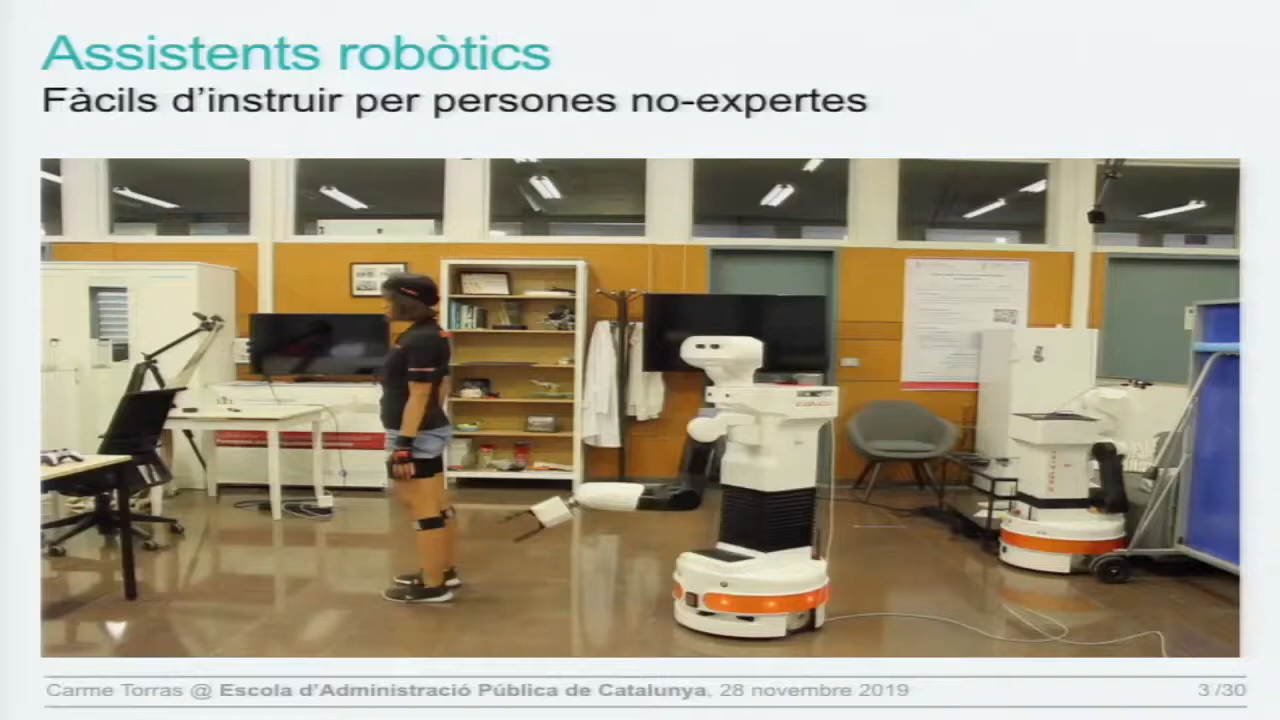 Assistents robòtics
Fàcils d'instruir per persones no-expertes
Carme Torras @ Escola d'Administració Pública de Catalunya, 28 novembre 2019
3 /30